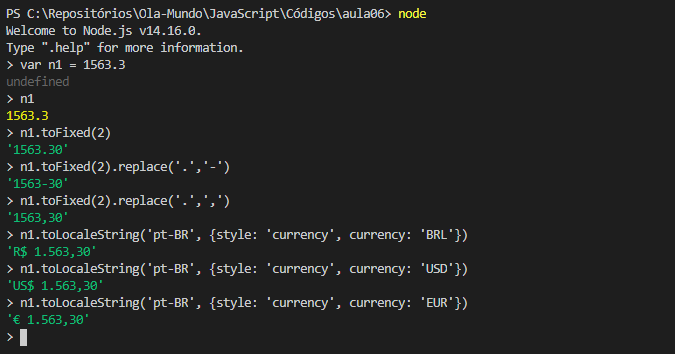 PS C:\Repositórios\Ola-Mundo\JavaScript\Códigos\aula06> node
Welcome to Node.js v14.16.0.
Type ".help" for more information.
> var n1 = 1563.3
undefined
> n1
1563.3
> n1.toFixed(2)
'1563.30'
> n1.toFixed(2).replace('.','-')
'1563-30'
> n1.toFixed(2).replace('.',',')
'1563,30'
> n1.toLocaleString('pt-BR', {style: 'currency', currency: 'BRL'})
'R$ 1.563,30'
> n1.toLocaleString('pt-BR', {style: 'currency', currency: 'USD'})
'US$ 1.563,30'
> n1.toLocaleString('pt-BR', {style: 'currency', currency: 'EUR'})
'€ 1.563,30'
>